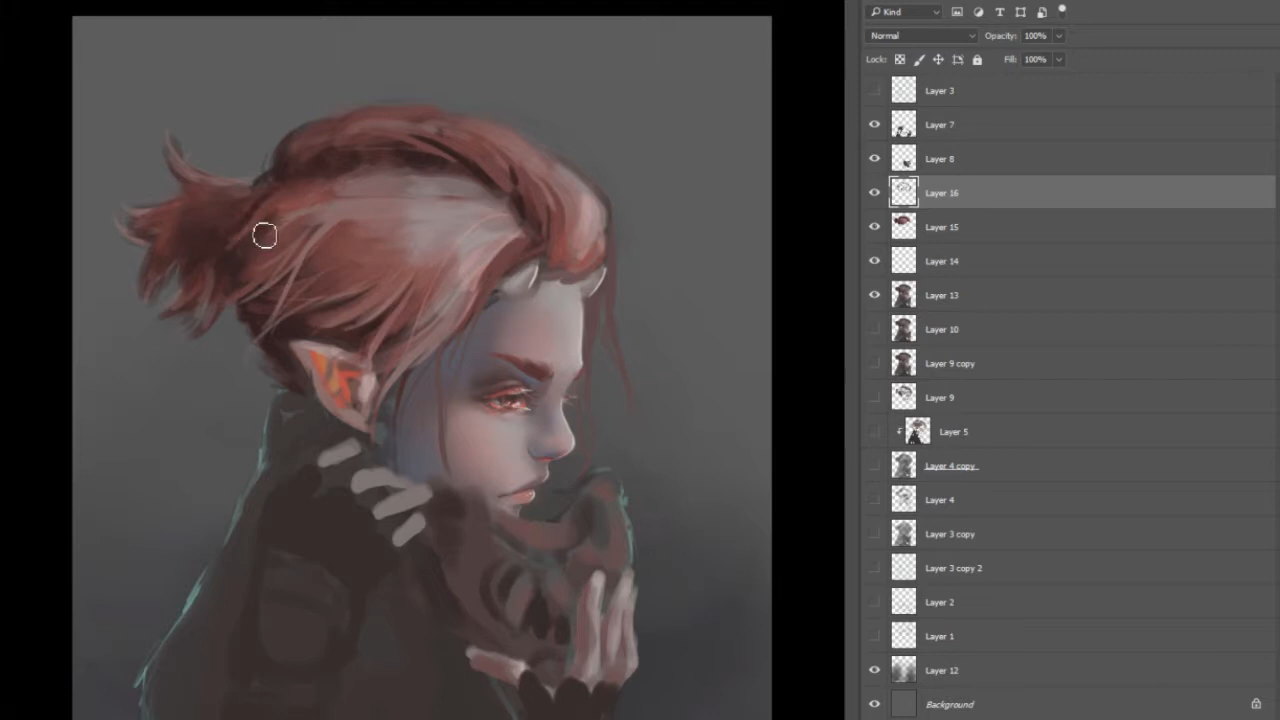 Kind
Normal Opacity: 100%
Lock: Fill: 100%
Layer 3
Layer 7
Layer 8
Layer 16
Layer 15
Layer 14
Layer 13
Layer 10
Layer 9 copy
Layer 9
Layer 5
Layer 4 copy
Layer 4
Layer 3 copy
Layer 3 copy 2
Layer 2
Layer 1
Layer 12
Background